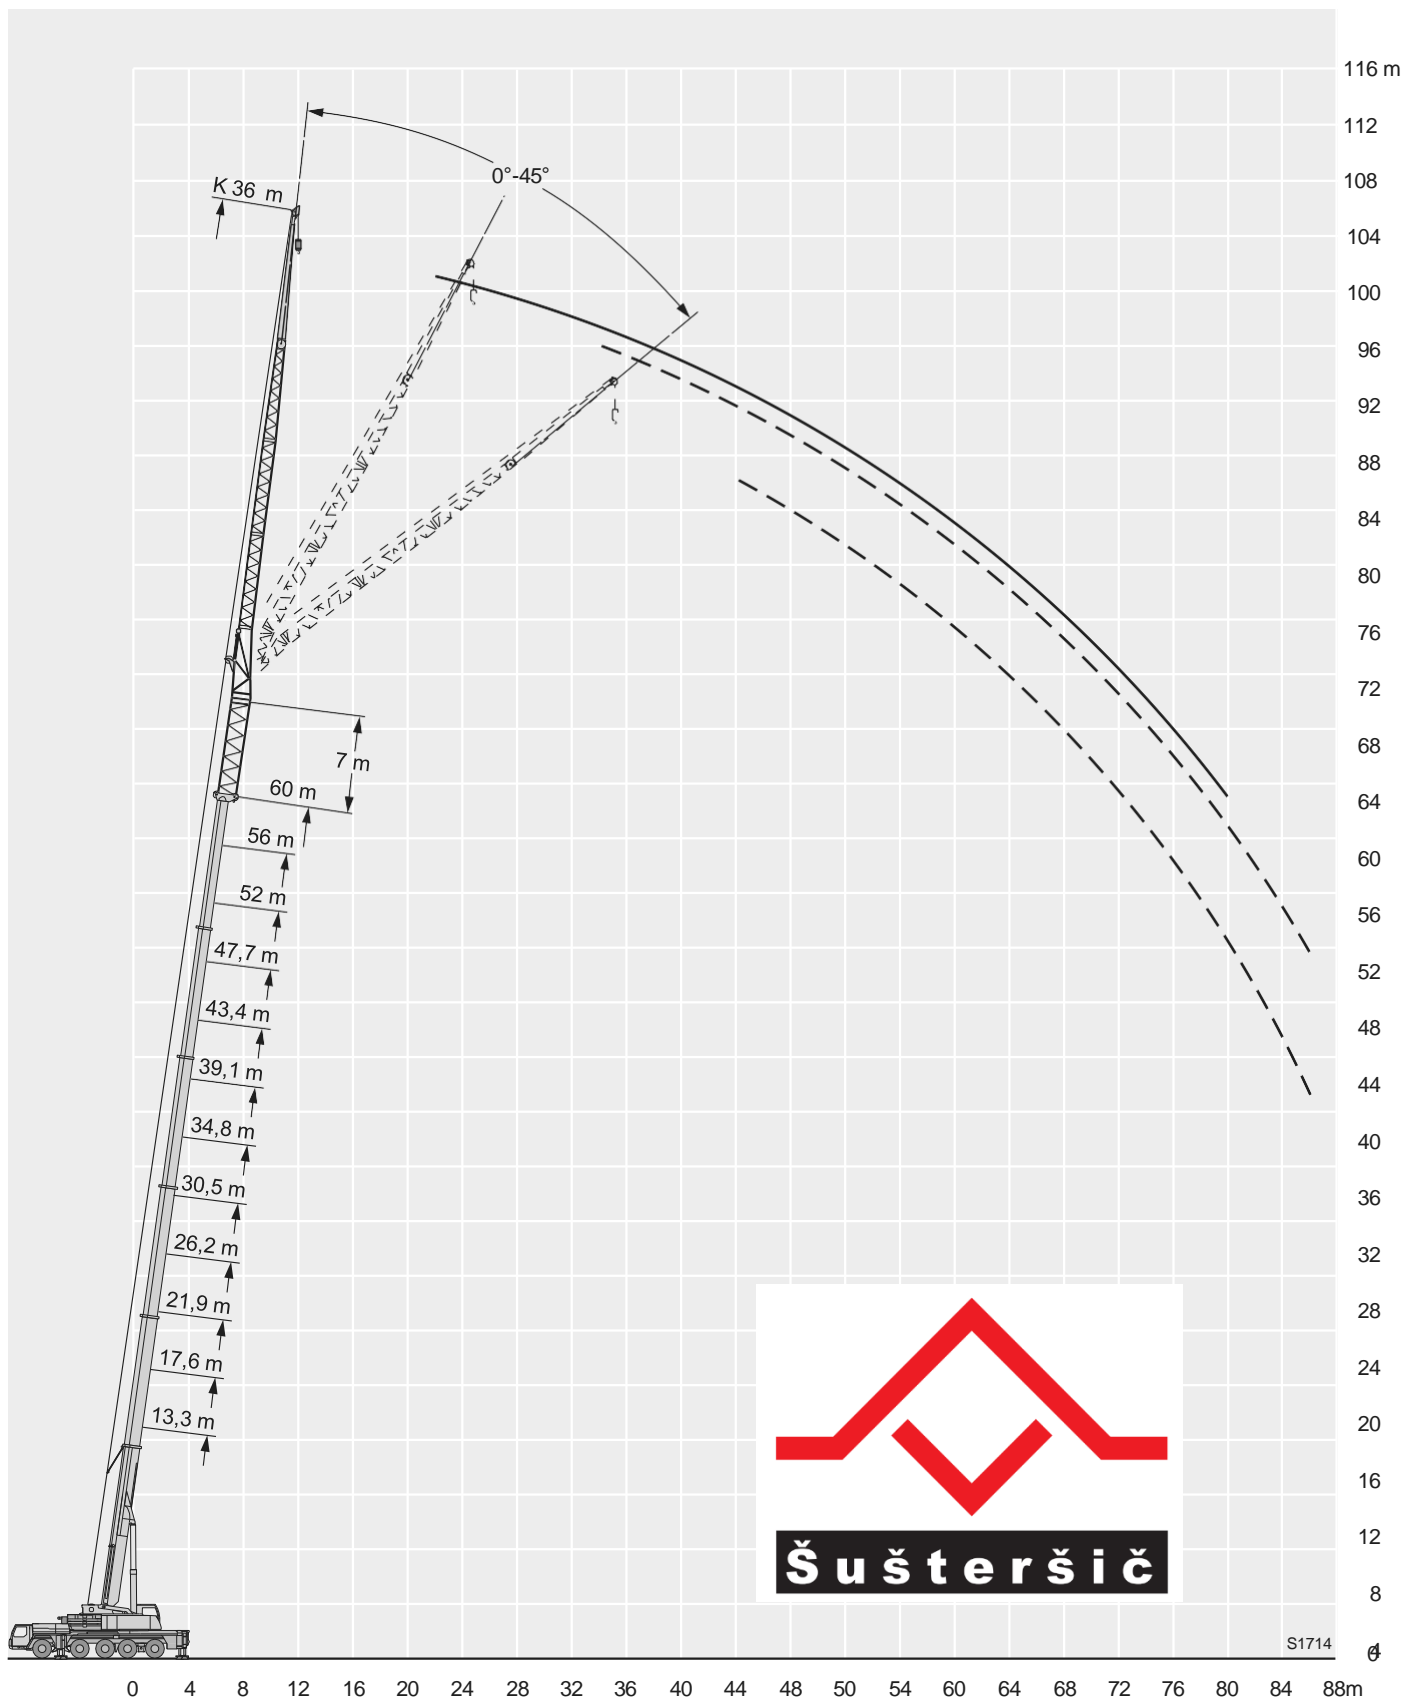 116 m
112
0°-45°
108
K 36 m
104
100
96
92
88
84
80
76
72
68
7 m
64
60 m
60
56 m
56
52 m
52
47,7 m
48
43,4 m
44
39,1 m
40
34,8 m
36
30,5 m
32
26,2 m
28
21,9 m
24
17,6 m
20
13,3 m
16
12
Šušteršič
8
S1714
4
0
0 4 8 12 16 20 24 28 32 36 40 44 48 52 56 60 64 68 72 76 80 84 88m